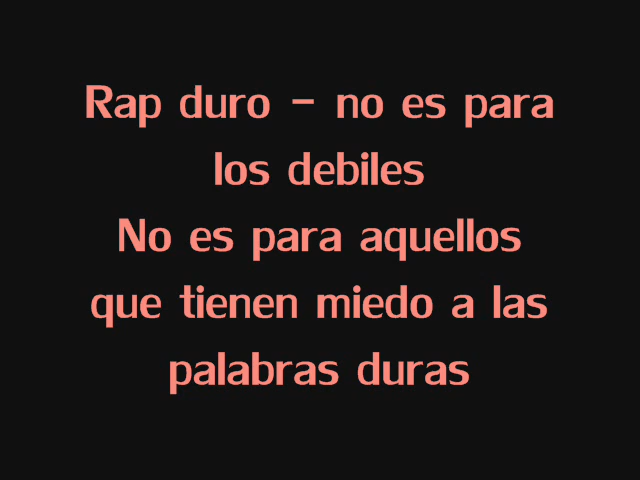 Rap duro - no es para
los debiles
No es para aquellos
que tienen miedo a las
palabras duras